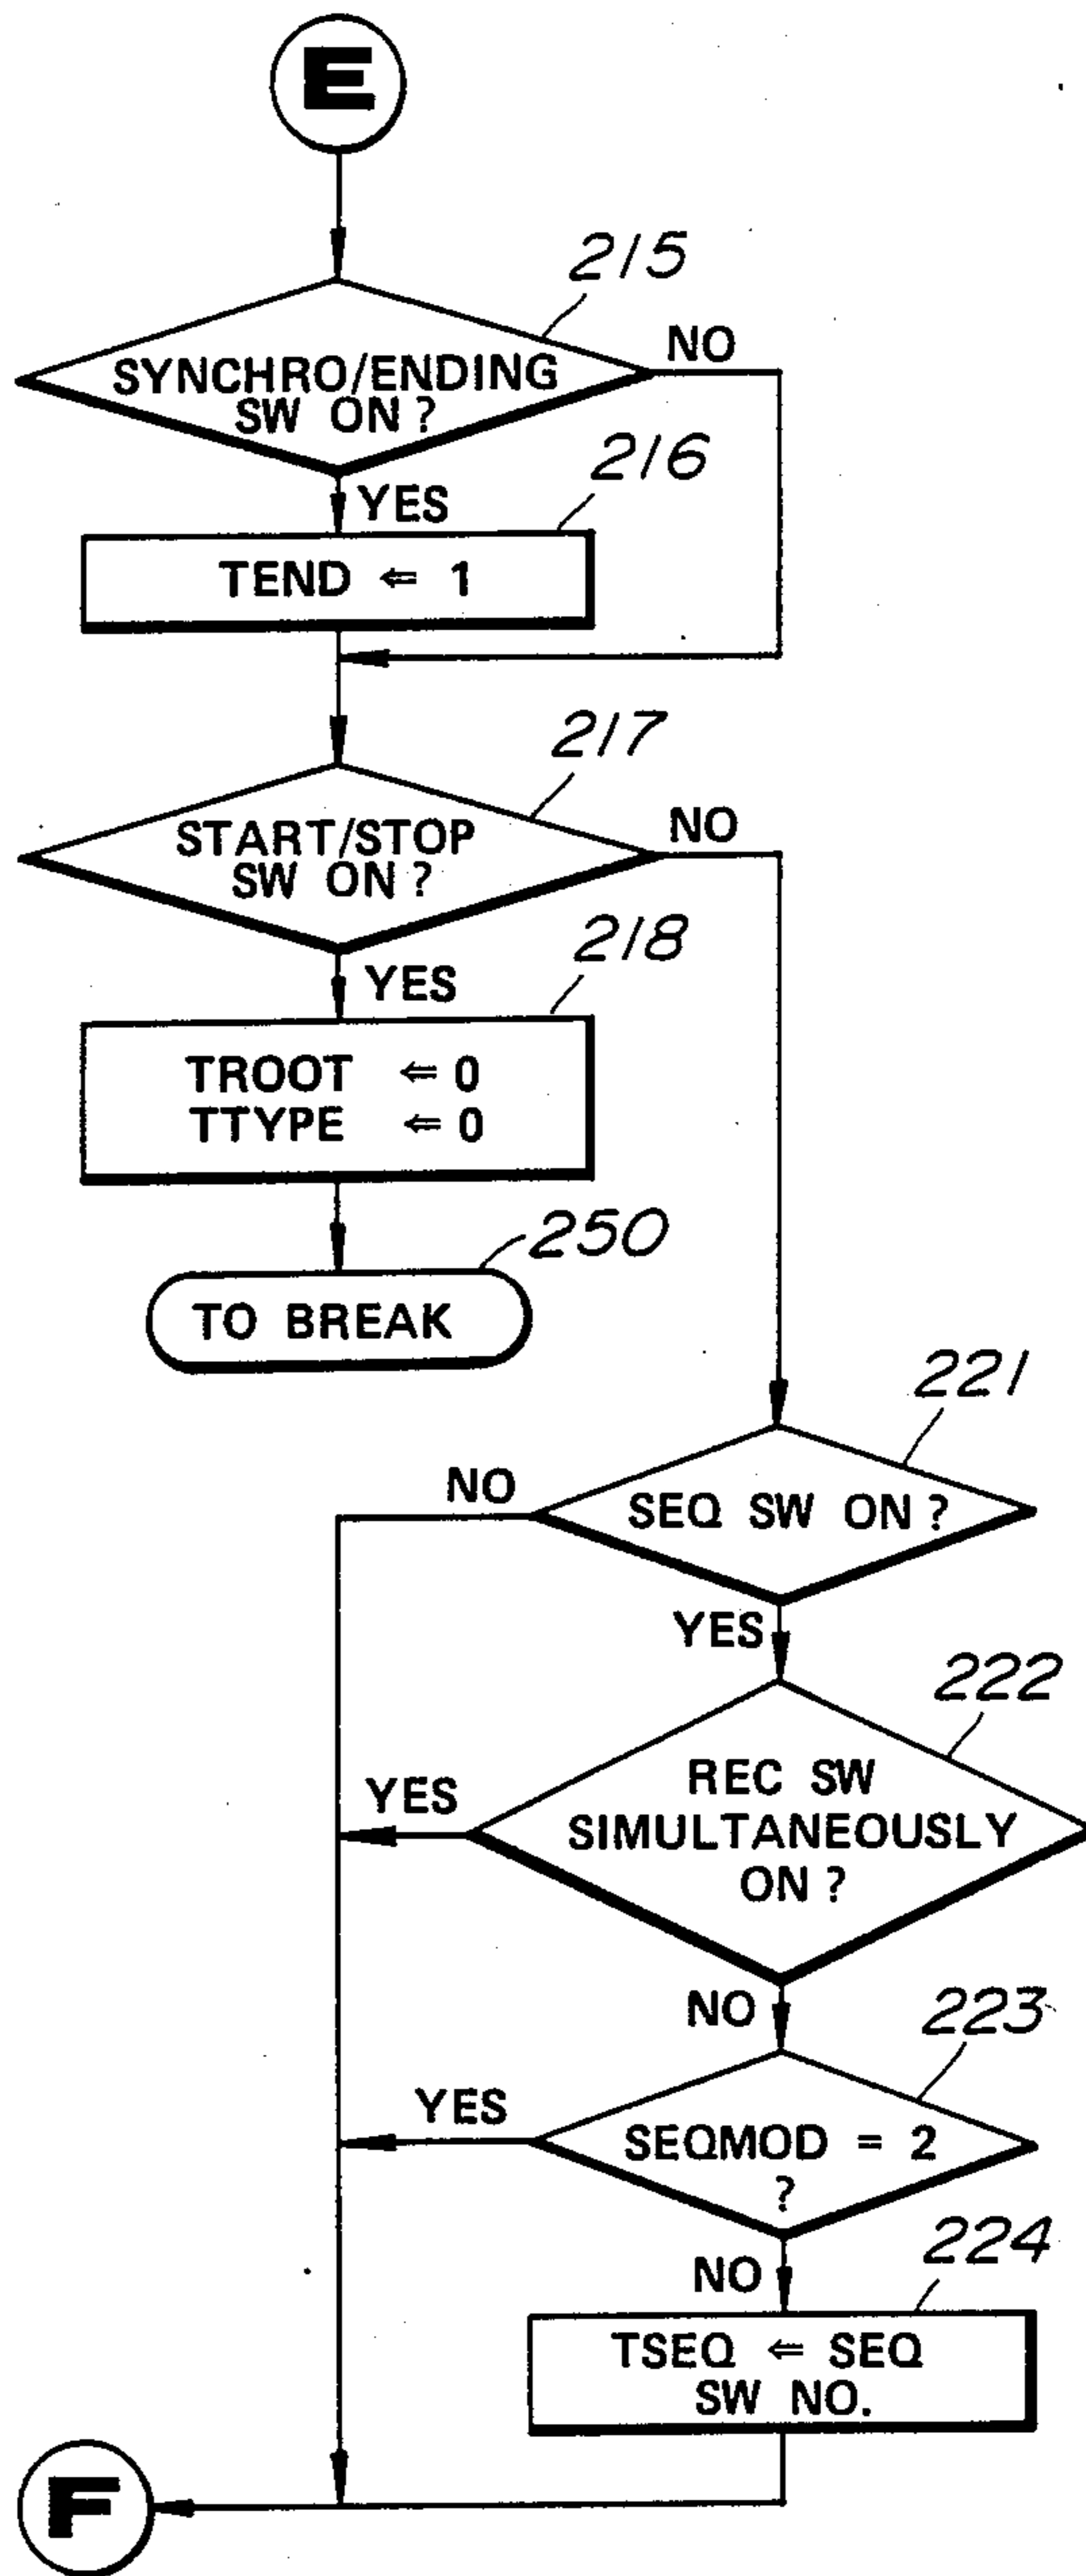 E
215
SYNCHRO/ENDING
SW ON ?
NO
216
YES
TEND ⇐ 1
217
START/STOP
SW ON ?
NO
218
YES
TROOT ⇐ 0
TTYPE ⇐ 0
250
TO BREAK
221
NO
SEQ SW ON ?
YES
222
REC SW
SIMULTANEOUSLY
ON ?
YES
NO
223
YES
SEQMOD = 2
?
224
NO
TSEQ ⇐ SEQ
SW NO.
F